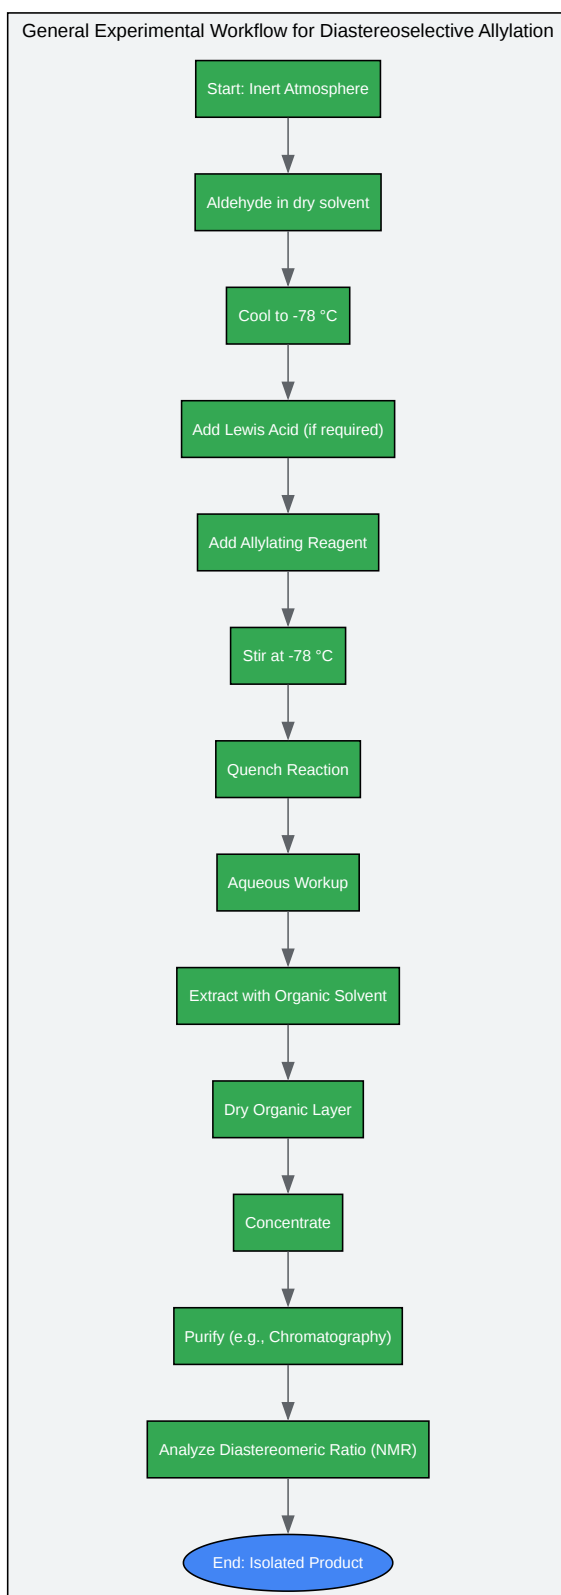 General Experimental Workflow for Diastereoselective Allylation
Start: Inert Atmosphere
Aldehyde in dry solvent
Cool to -78 °C
Add Lewis Acid (if required)
Add Allylating Reagent
Stir at -78 °C
Quench Reaction
Aqueous Workup
Extract with Organic Solvent
Dry Organic Layer
Concentrate
Purify (e.g., Chromatography)
Analyze Diastereomeric Ratio (NMR)
End: Isolated Product